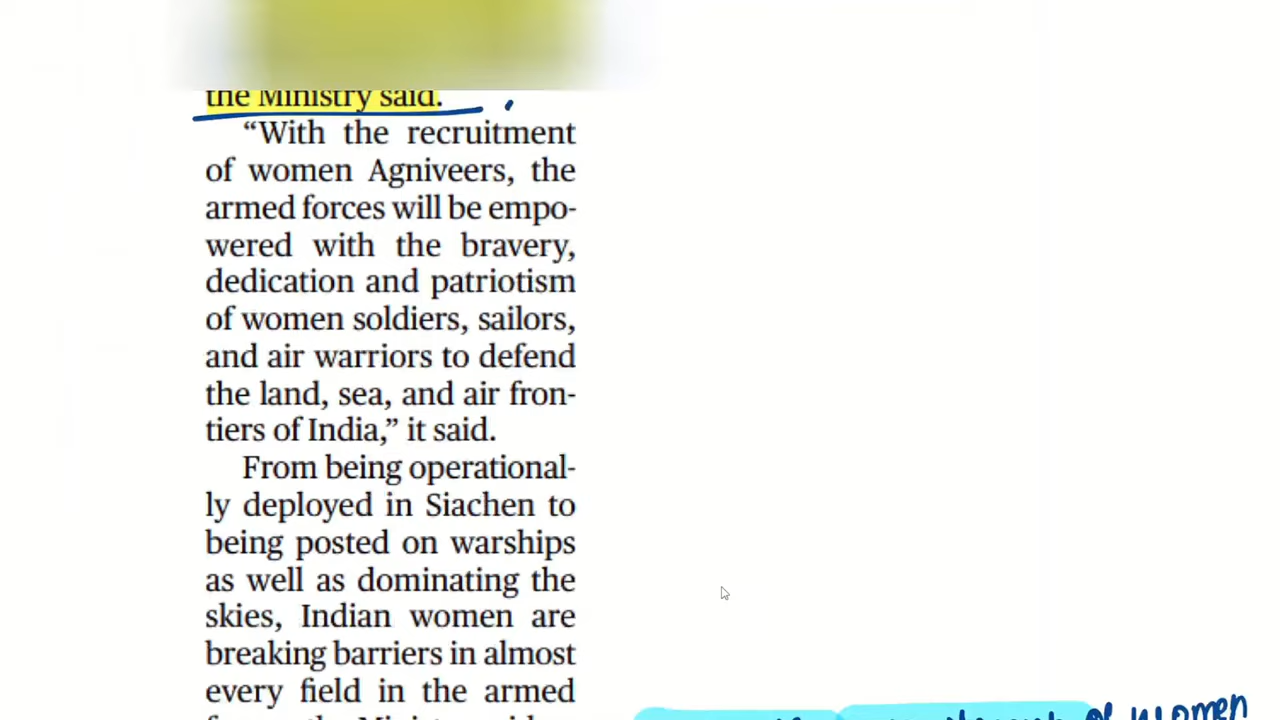 the Ministry said.
“With the recruitment
of women Agniveers, the
armed forces will be empo-
wered with the bravery,
dedication and patriotism
of women soldiers, sailors,
and air warriors to defend
the land, sea, and air fron-
tiers of India,” it said.
From being operational-
ly deployed in Siachen to
being posted on warships
as well as dominating the
skies, Indian women are
breaking barriers in almost
every field in the armed
of women